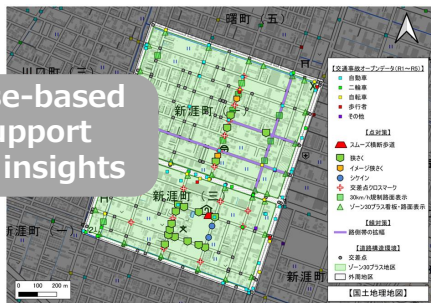 曙町（五）
川口町（三）
se-based
upport
insights
新涯町
新涯町（三）
新涯町（一）
新涯町
0 100 200 m
【交通事故オープンデータ(R1～R5)】
自動車
二輪車
自転車
歩行者
その他
【点対策】
スムーズ横断歩道
狭さく
イメージ狭さく
シケイン
交差点クロスマーク
30km/h規制路面表示
ゾーン30プラス看板・路面表示
【線対策】
路側帯の拡幅
【道路構造環境】
交差点
ゾーン30プラス地区
外周地区
【国土地理地図】